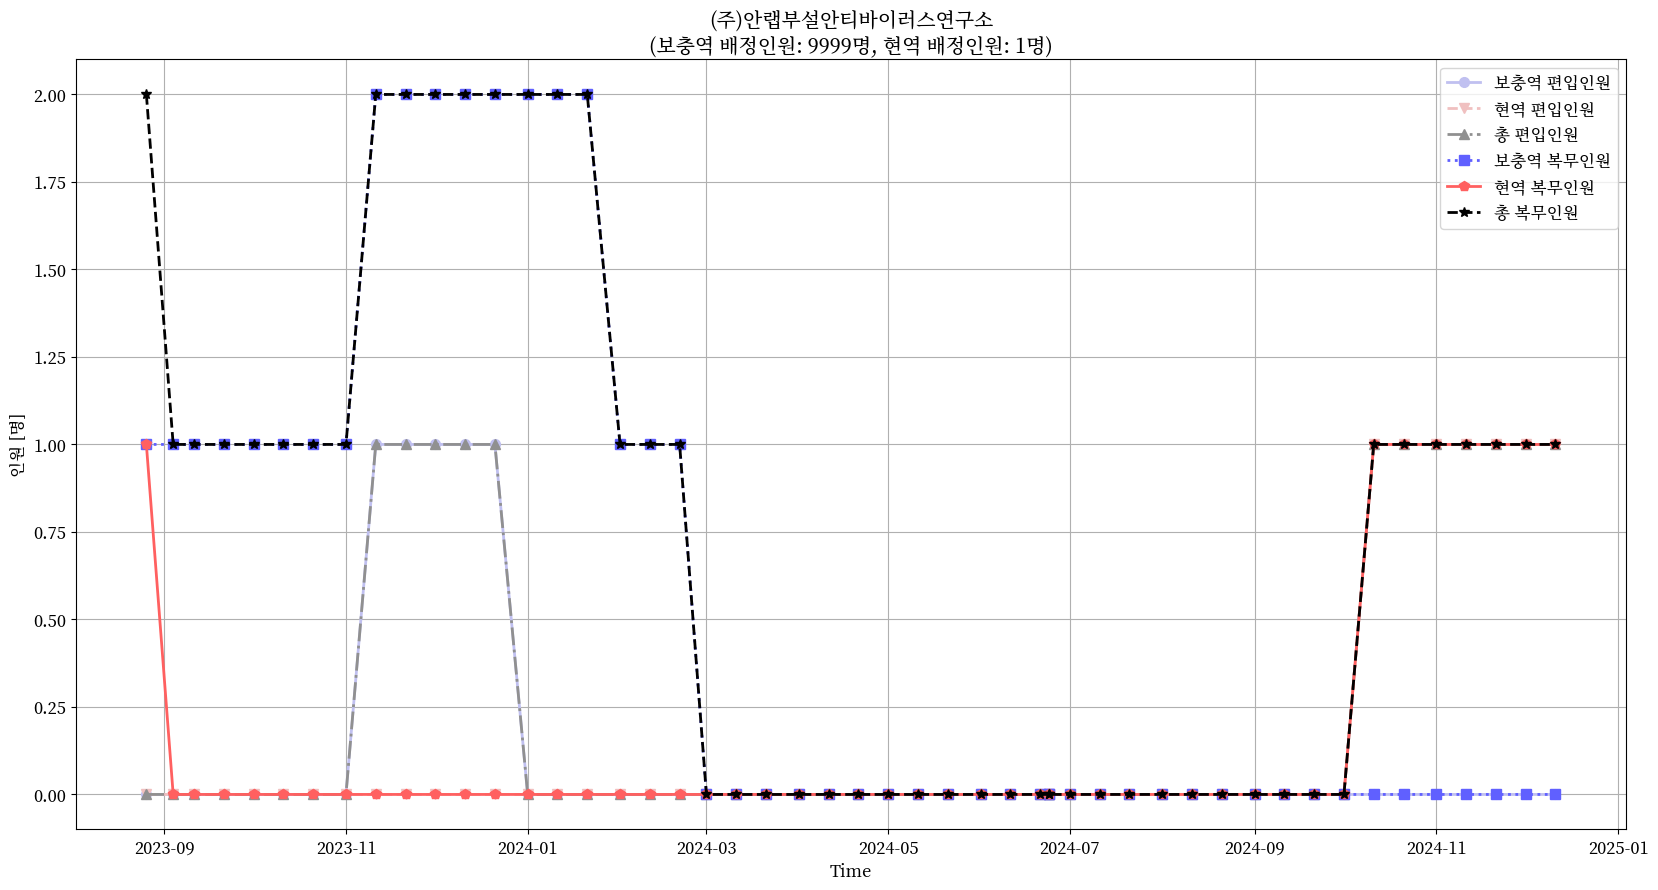 (주)안랩부설안티바이러스연구소
(보충역 배정인원: 9999명, 현역 배정인원: 1명)
보충역 편입인원
현역 편입인원
총 편입인원
보충역 복무인원
현역 복무인원
총 복무인원
인원 [명]
2.00
1.75
1.50
1.25
1.00
0.75
0.50
0.25
0.00
2023-09
2023-11
2024-01
2024-03
2024-05
2024-07
2024-09
2024-11
2025-01
Time